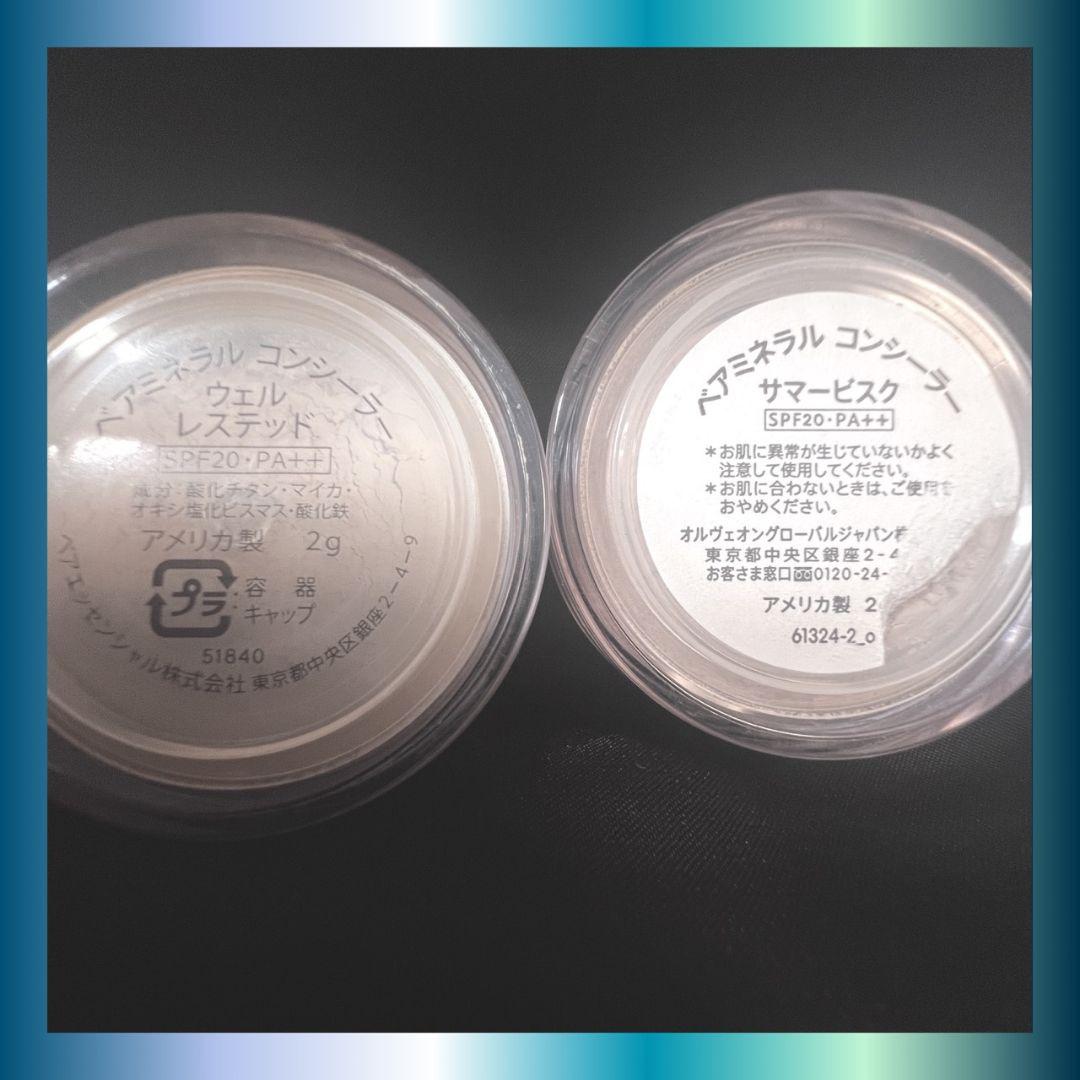 ベアミネラル コンシーラー
ウェル
レステッド
SPF20・PA++
成分：酸化チタン・マイカ・
オキシ塩化ビスマス・酸化鉄
アメリカ製 2g
プラ
：容器
：キャップ
51840
ベアエッセンシャル株式会社 東京都中央区銀座2-4-9
ベアミネラル コンシーラー
サマービスク
SPF20・PA++
*お肌に異常が生じていないかよく
注意して使用してください。
*お肌に合わないときは、ご使用を
おやめください。
オルヴェオングローバルジャパン
東京都中央区銀座2-4
お客さま窓口 0120-24-
アメリカ製 2
61324-2_0